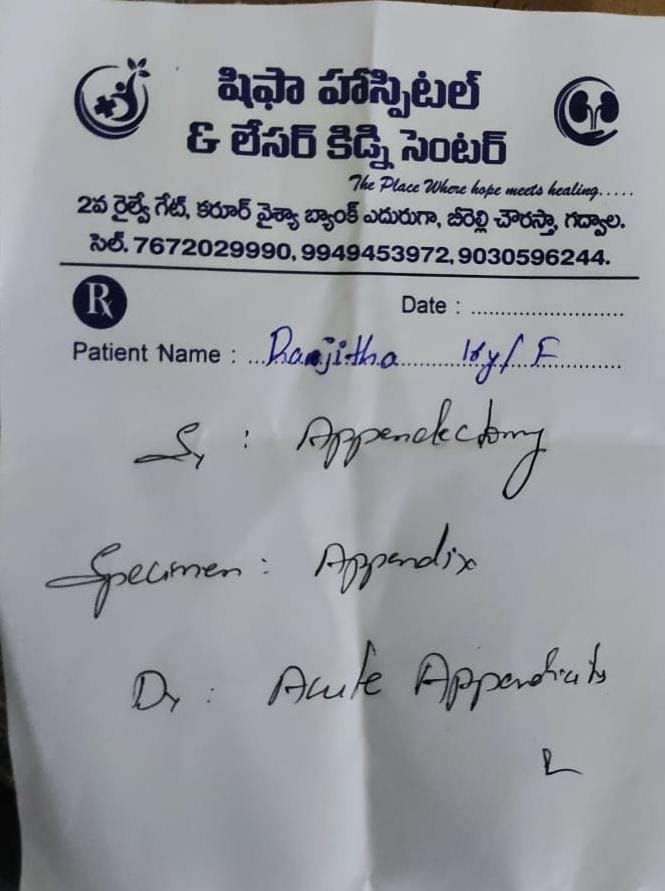 షిఫా హాస్పిటల్
& లేసర్ కిడ్ని సెంటర్
The Place Where hope meets healing.....
2వ రైల్వే గేట్, కరూర్ వైశ్యా బ్యాంక్ ఎదురుగా, బీరెల్లి చౌరస్తా, గద్వాల.
సెల్. 7672029990, 9949453972, 9030596244.
Rx
Date : ..........................
Patient Name : ...Ranjitha ........ y/F
Sx : Appendectomy
Specimen : Appendix
Dx : Acute Appendicitis